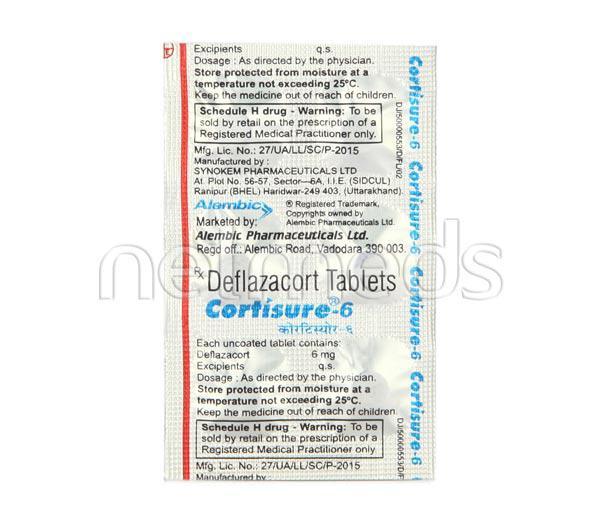 Excipients q.s.
Dosage : As directed by the physician.
Store protected from moisture at a
temperature not exceeding 25°C.
Keep the medicine out of reach of children.
Schedule H drug - Warning: To be
sold by retail on the prescription of a
Registered Medical Practitioner only.
Mfg. Lic. No.: 27/UA/LL/SC/P-2015
Manufactured by :
SYNOKEM PHARMACEUTICALS LTD
At. Plot No. 56-57, Sector—6A, I.I.E. (SIDCUL)
Ranipur (BHEL) Haridwar-249 403, (Uttarakhand).
Alembic
® Registered Trademark,
Copyrights owned by
Alembic Pharmaceuticals Ltd.
Marketed by:
Alembic Pharmaceuticals Ltd.
Regd off.: Alembic Road, Vadodara 390 003.
netmeds
Rx Deflazacort Tablets
Cortisure®-6
कोरटिस्योर-६
Each uncoated tablet contains:
Deflazacort 6 mg
Excipients q.s.
Dosage : As directed by the physician.
Store protected from moisture at a
temperature not exceeding 25°C.
Keep the medicine out of reach of children.
Schedule H drug - Warning: To be
sold by retail on the prescription of a
Registered Medical Practitioner only
Mfg. Lic. No.: 27/UA/LL/SC/P-2015
Manufactured by :
Cortisure-6
Cortisure-6
Cortisure-6
Cortisure-6